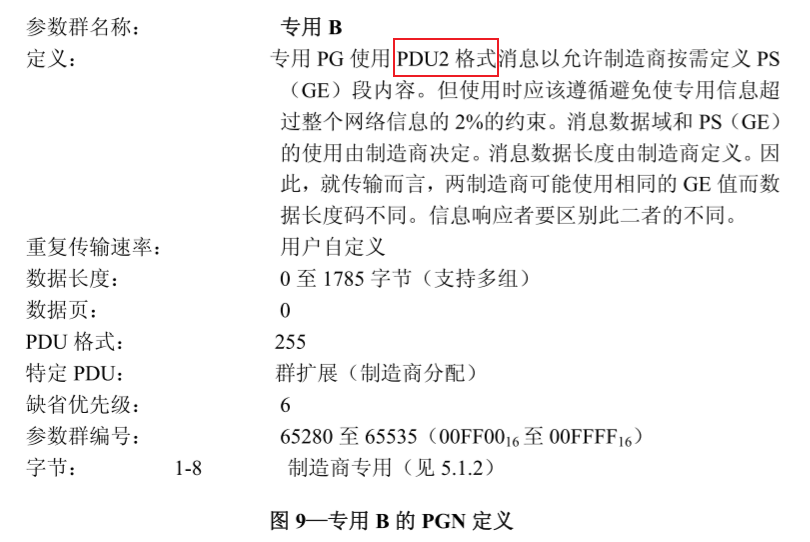 参数群名称： 专用 B
定义： 专用 PG 使用 PDU2 格式消息以允许制造商按需定义 PS
（GE）段内容。但使用时应该遵循避免使专用信息超
过整个网络信息的 2%的约束。消息数据域和 PS（GE）
的使用由制造商决定。消息数据长度由制造商定义。因
此，就传输而言，两制造商可能使用相同的 GE 值而数
据长度码不同。信息响应者要区别此二者的不同。
重复传输速率： 用户自定义
数据长度： 0 至 1785 字节（支持多组）
数据页： 0
PDU 格式： 255
特定 PDU： 群扩展（制造商分配）
缺省优先级： 6
参数群编号： 65280 至 65535（00FF00₁₆ 至 00FFFF₁₆）
字节： 1-8 制造商专用（见 5.1.2）
图 9—专用 B 的 PGN 定义